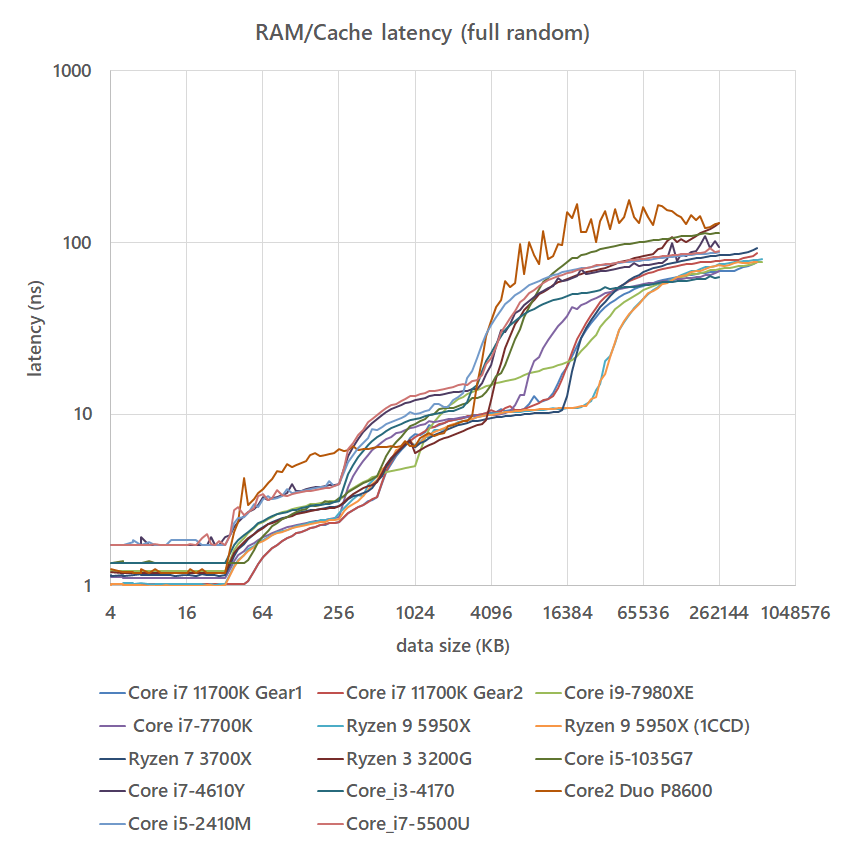 RAM/Cache latency (full random)
1000
100
10
1
latency (ns)
4 16 64 256 1024 4096 16384 65536 262144 1048576
data size (KB)
Core i7 11700K Gear1 Core i7 11700K Gear2 Core i9-7980XE
Core i7-7700K Ryzen 9 5950X Ryzen 9 5950X (1CCD)
Ryzen 7 3700X Ryzen 3 3200G Core i5-1035G7
Core i7-4610Y Core_i3-4170 Core2 Duo P8600
Core i5-2410M Core_i7-5500U